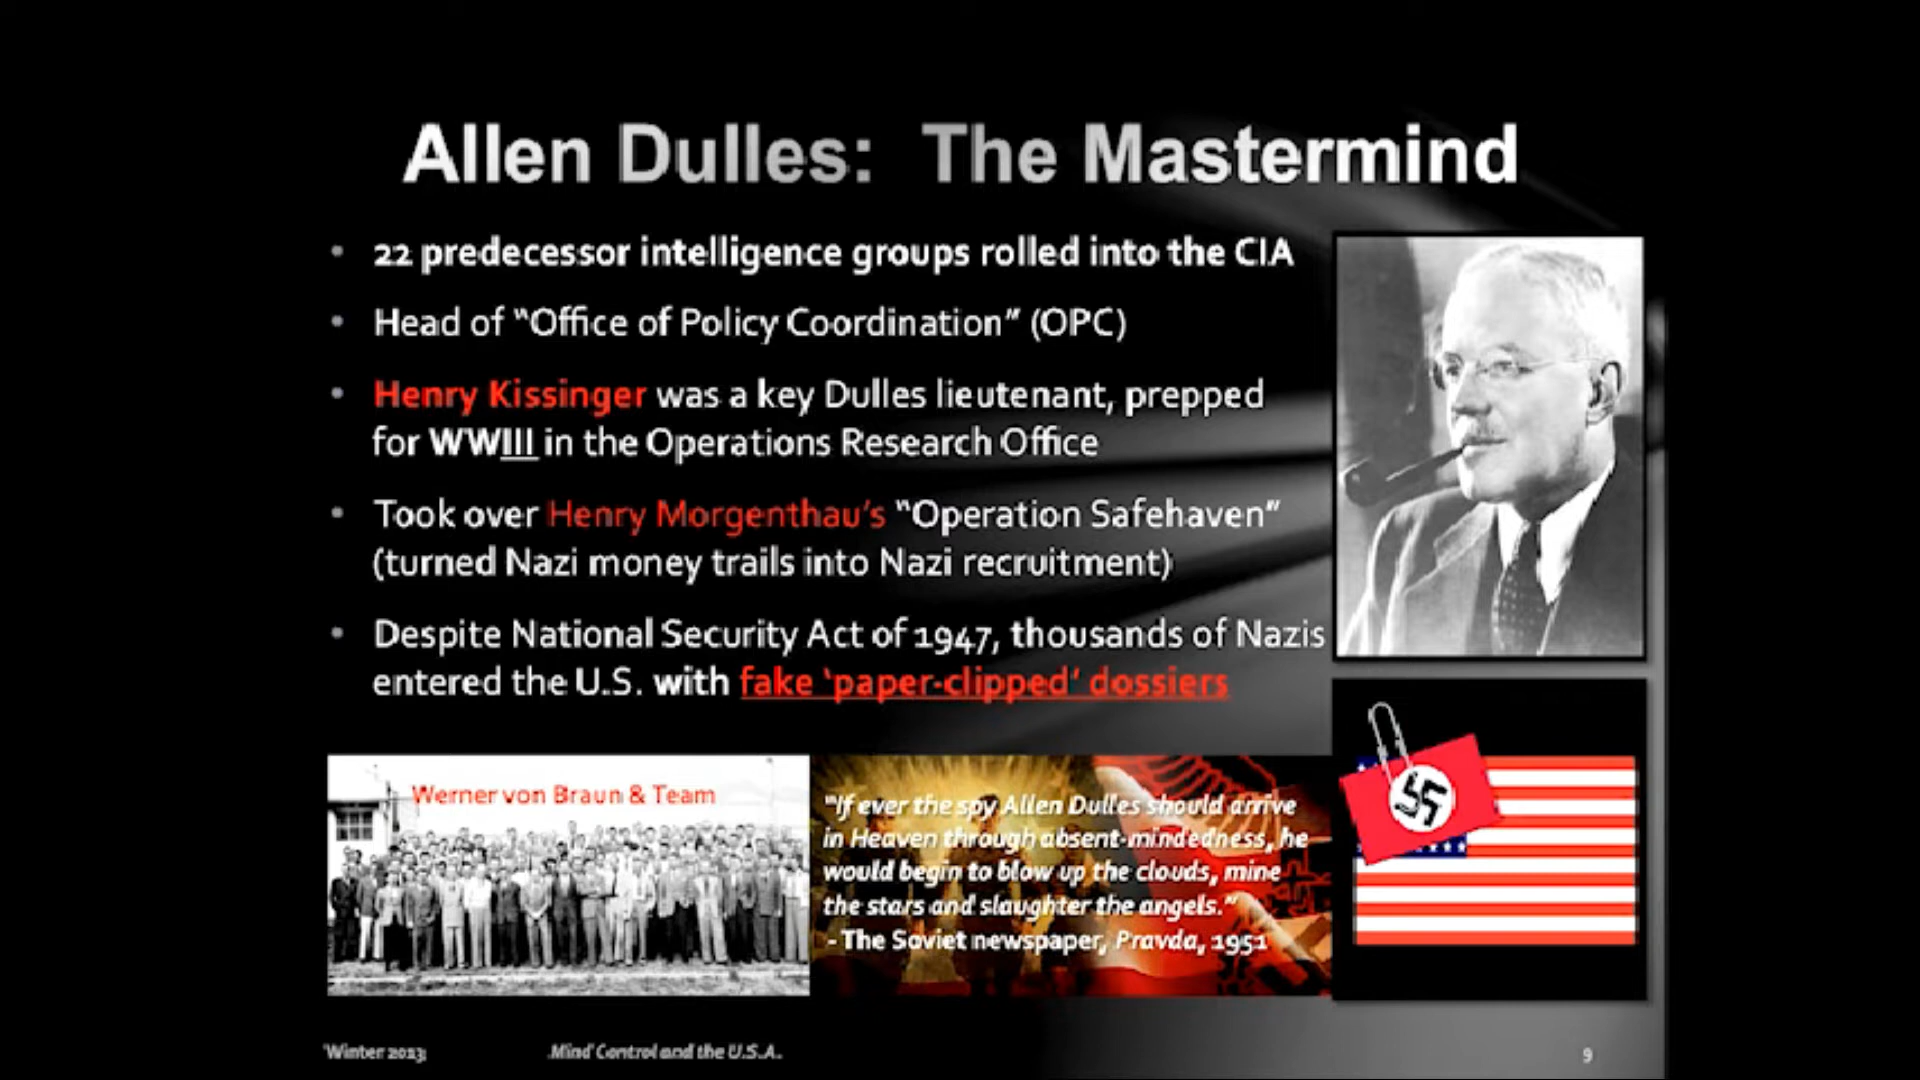 Allen Dulles: The Mastermind
• 22 predecessor intelligence groups rolled into the CIA
• Head of “Office of Policy Coordination” (OPC)
• Henry Kissinger was a key Dulles lieutenant, prepped
for WWIII in the Operations Research Office
• Took over Henry Morgenthau’s “Operation Safehaven”
(turned Nazi money trails into Nazi recruitment)
• Despite National Security Act of 1947, thousands of Nazis
entered the U.S. with fake ‘paper-clipped’ dossiers
Werner von Braun & Team
“If ever the spy Allen Dulles should arrive
in Heaven through absent-mindedness, he
would begin to blow up the clouds, mine
the stars and slaughter the angels.”
- The Soviet newspaper, Pravda, 1951
Winter 2013
Mind Control and the U.S.A.
9